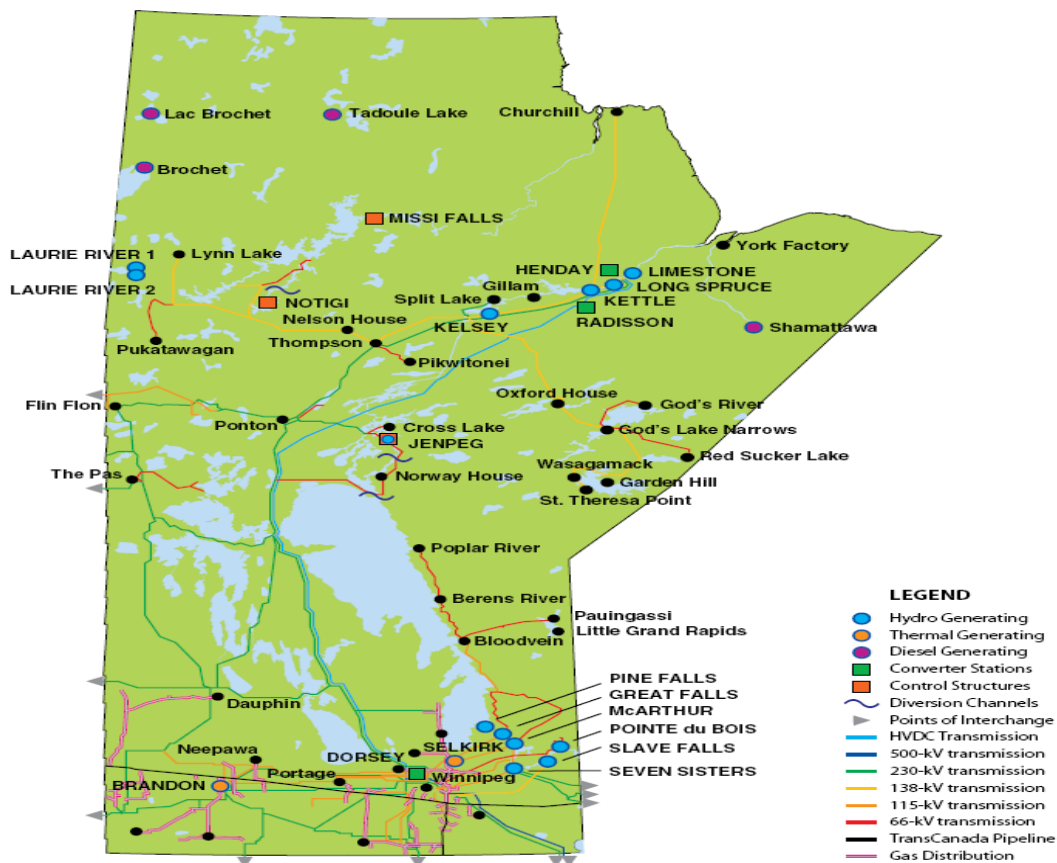 Churchill
Lac Brochet
Tadoule Lake
Brochet
MISSI FALLS
York Factory
LAURIE RIVER 1
Lynn Lake
HENDAY
LIMESTONE
LAURIE RIVER 2
Gillam
LONG SPRUCE
NOTIGI
Split Lake
KETTLE
Nelson House
KELSEY
RADISSON
Shamattawa
Thompson
Pukatawagan
Pikwitonei
Oxford House
God's River
Flin Flon
Ponton
Cross Lake
God's Lake Narrows
JENPEG
Red Sucker Lake
The Pas
Norway House
Wasagamack
Garden Hill
St. Theresa Point
Poplar River
Berens River
Pauingassi
Little Grand Rapids
Bloodvein
PINE FALLS
GREAT FALLS
McARTHUR
POINTE du BOIS
SLAVE FALLS
SEVEN SISTERS
Dauphin
Neepawa
DORSEY
SELKIRK
Portage
Winnipeg
BRANDON
LEGEND
Hydro Generating
Thermal Generating
Diesel Generating
Converter Stations
Control Structures
Diversion Channels
Points of Interchange
HVDC Transmission
500-kV transmission
230-kV transmission
138-kV transmission
115-kV transmission
66-kV transmission
TransCanada Pipeline
Gas Distribution